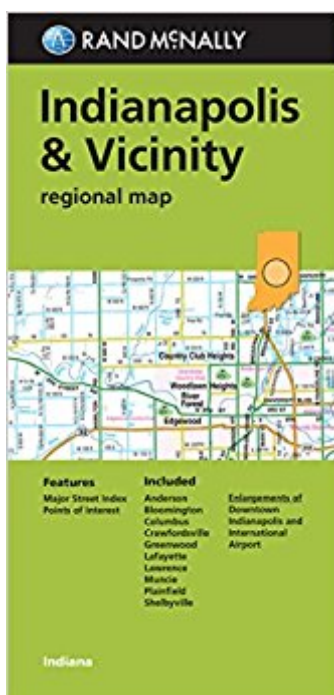 RAND MCNALLY
Indianapolis
& Vicinity
regional map
Country Club Heights
Woodlawn Heights
River
Forest
Edgewood
Features
Major Street Index
Points of Interest
Included
Anderson
Bloomington
Columbus
Crawfordsville
Greenwood
Lafayette
Lawrence
Muncie
Plainfield
Shelbyville
Enlargements of
Downtown
Indianapolis and
International
Airport
Indiana